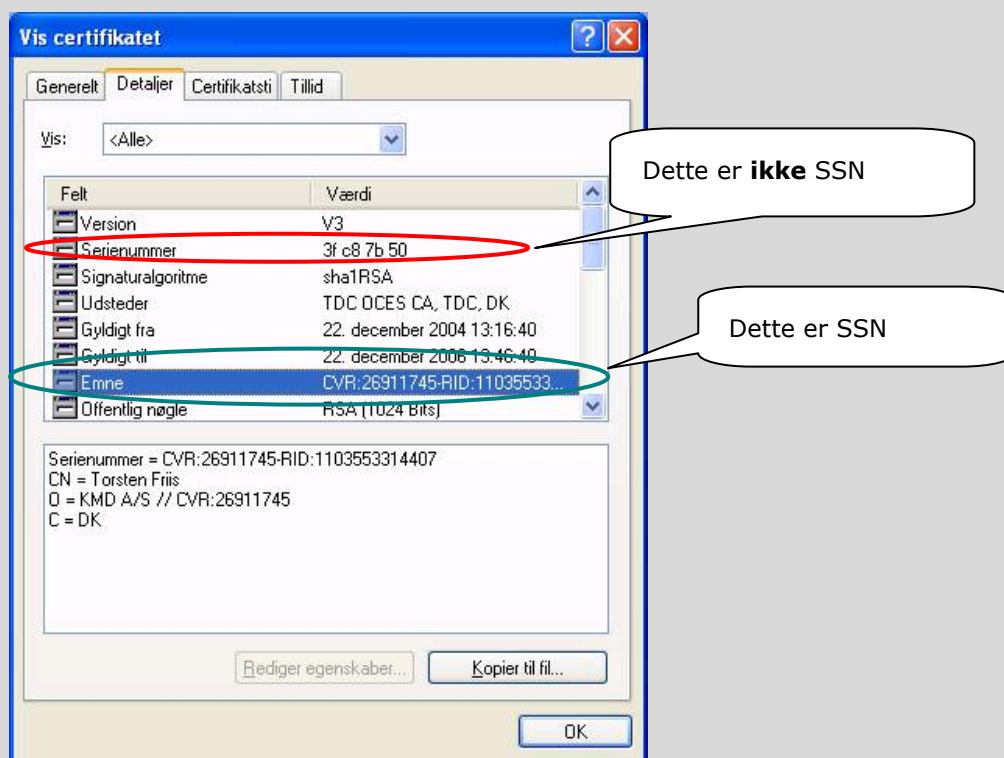 Vis certifikatet
Generelt Detaljer Certifikatsti Tillid
Vis: <Alle>
Felt Værdi
Version V3
Serienummer 3f c8 7b 50
Signaturalgoritme sha1RSA
Udsteder TDC OCES CA, TDC, DK
Gyldigt fra 22. december 2004 13:16:40
Gyldigt til 22. december 2006 13:46:40
Emne CVR:26911745-RID:11035533...
Offentlig nøgle RSA (1024 Bits)
Serienummer = CVR:26911745-RID:1103553314407
CN = Torsten Friis
O = KMD A/S // CVR:26911745
C = DK
Rediger egenskaber... Kopier til fil...
OK
Dette er ikke SSN
Dette er SSN